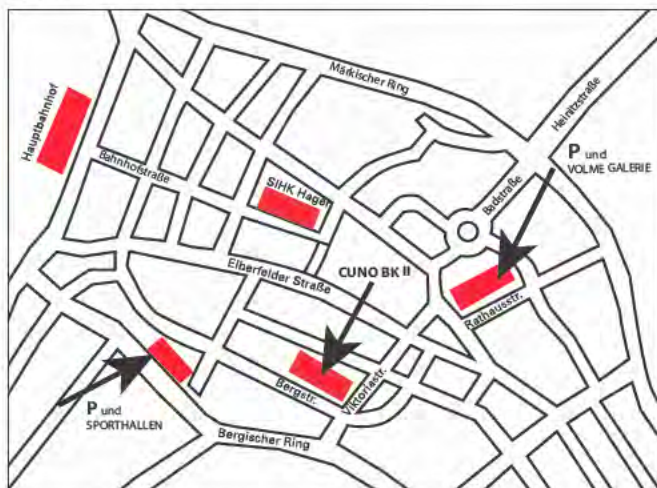 Märkischer Ring
Heinitzstraße
Hauptbahnhof
Bahnhofstraße
SIHK Hagen
P und
VOLME GALERIE
Badstraße
Elberfelder Straße
CUNO BK II
Rathausstr.
Bergstr.
Viktoriastr.
P und
SPORTHALLEN
Bergischer Ring